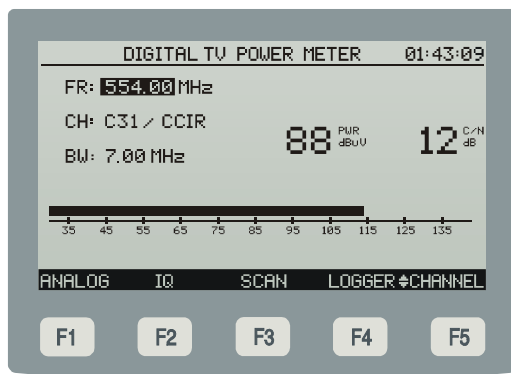 DIGITAL TV POWER METER 01:43:09
FR: 554.00 MHz
CH: C31 / CCIR
BW: 7.00 MHz
88 PWR dBuV
12 C/N dB
35 45 55 65 75 85 95 105 115 125 135
ANALOG IQ SCAN LOGGER CHANNEL
F1 F2 F3 F4 F5